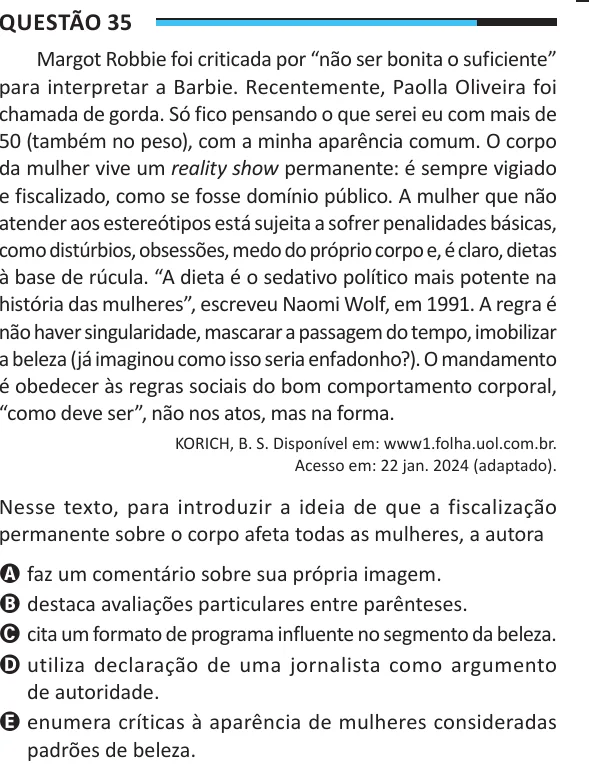 QUESTÃO 35
Margot Robbie foi criticada por “não ser bonita o suficiente”
para interpretar a Barbie. Recentemente, Paolla Oliveira foi
chamada de gorda. Só fico pensando o que serei eu com mais de
50 (também no peso), com a minha aparência comum. O corpo
da mulher vive um reality show permanente: é sempre vigiado
e fiscalizado, como se fosse domínio público. A mulher que não
atender aos estereótipos está sujeita a sofrer penalidades básicas,
como distúrbios, obsessões, medo do próprio corpo e, é claro, dietas
à base de rúcula. “A dieta é o sedativo político mais potente na
história das mulheres”, escreveu Naomi Wolf, em 1991. A regra é
não haver singularidade, mascarar a passagem do tempo, imobilizar
a beleza (já imaginou como isso seria enfadonho?). O mandamento
é obedecer às regras sociais do bom comportamento corporal,
“como deve ser”, não nos atos, mas na forma.
KORICH, B. S. Disponível em: www1.folha.uol.com.br.
Acesso em: 22 jan. 2024 (adaptado).
Nesse texto, para introduzir a ideia de que a fiscalização
permanente sobre o corpo afeta todas as mulheres, a autora
A faz um comentário sobre sua própria imagem.
B destaca avaliações particulares entre parênteses.
C cita um formato de programa influente no segmento da beleza.
D utiliza declaração de uma jornalista como argumento
de autoridade.
E enumera críticas à aparência de mulheres consideradas
padrões de beleza.